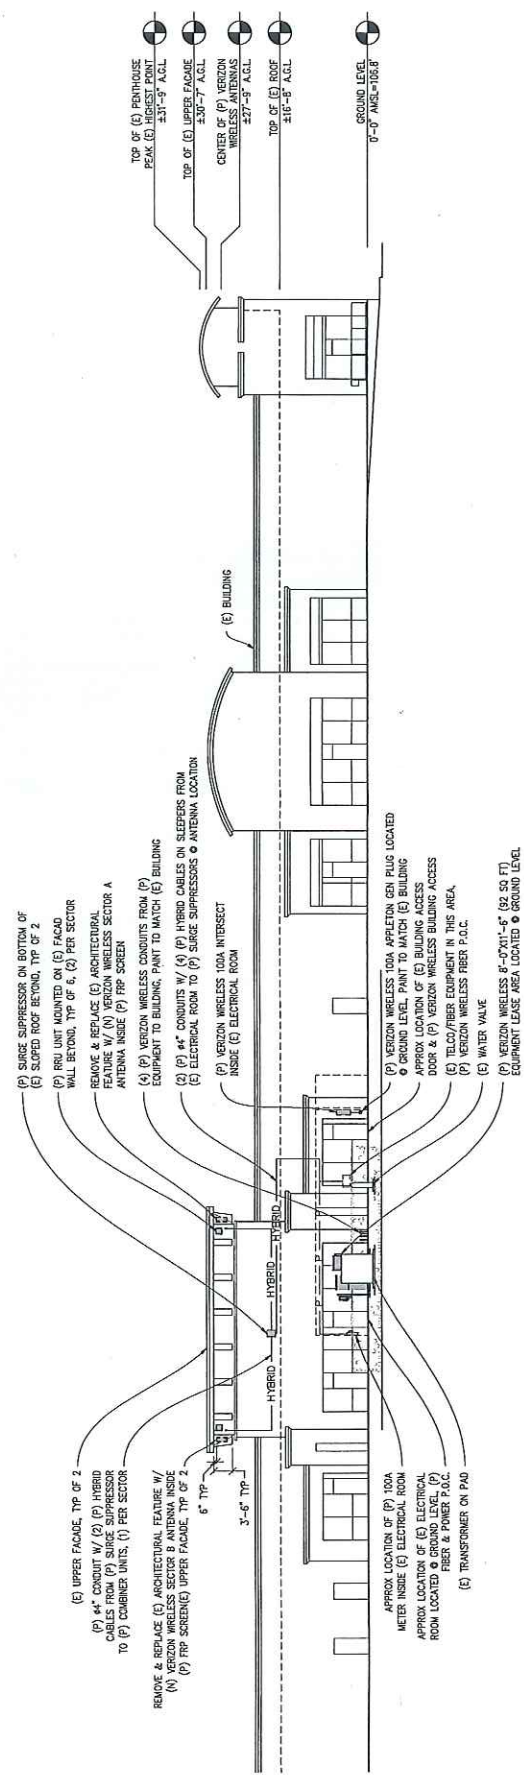 (E) UPPER FACADE, TYP OF 2
(P) ø4" CONDUIT W/ (2) (P) HYBRID
CABLES FROM (P) SURGE SUPPRESSOR
TO (P) COMBINER UNITS, (1) PER SECTOR
REMOVE & REPLACE (E) ARCHITECTURAL FEATURE W/
(N) VERIZON WIRELESS SECTOR B ANTENNA INSIDE
(P) FRP SCREEN(E) UPPER FACADE, TYP OF 2
6" TYP
3'-6" TYP
HYBRID
HYBRID
HYBRID
(P) SURGE SUPPRESSOR ON BOTTOM OF
(E) SLOPED ROOF BEYOND, TYP OF 2
(P) RRU UNIT MOUNTED ON (E) FACAD
WALL BEYOND, TYP OF 6, (2) PER SECTOR
REMOVE & REPLACE (E) ARCHITECTURAL
FEATURE W/ (N) VERIZON WIRELESS SECTOR A
ANTENNA INSIDE (P) FRP SCREEN
(4) (P) VERIZON WIRELESS CONDUITS FROM (P)
EQUIPMENT TO BUILDING, PAINT TO MATCH (E) BUILDING
(2) (P) ø4" CONDUITS W/ (4) (P) HYBRID CABLES ON SLEEPERS FROM
(E) ELECTRICAL ROOM TO (P) SURGE SUPPRESSORS @ ANTENNA LOCATION
(P) VERIZON WIRELESS 100A INTERSECT
INSIDE (E) ELECTRICAL ROOM
(E) BUILDING
TOP OF (E) PENTHOUSE
PEAK (E) HIGHEST POINT
±31'-9" A.G.L.
TOP OF (E) UPPER FACADE
±30'-7" A.G.L.
CENTER OF (P) VERIZON
WIRELESS ANTENNAS
±27'-9" A.G.L.
TOP OF (E) ROOF
±16'-8" A.G.L.
GROUND LEVEL
0'-0" AMSL=106.8'
APPROX LOCATION OF (P) 100A
METER INSIDE (E) ELECTRICAL ROOM
APPROX LOCATION OF (E) ELECTRICAL
ROOM LOCATED @ GROUND LEVEL, (P)
FIBER & POWER P.O.C.
(E) TRANSFORMER ON PAD
(P) VERIZON WIRELESS 100A APPLETON GEN PLUG LOCATED
@ GROUND LEVEL, PAINT TO MATCH (E) BUILDING
APPROX LOCATION OF (E) BUILDING ACCESS
DOOR & (P) VERIZON WIRELESS BUILDING ACCESS
(E) TELCO/FIBER EQUIPMENT IN THIS AREA,
(P) VERIZON WIRELESS FIBER P.O.C.
(E) WATER VALVE
(P) VERIZON WIRELESS 8'-0"X11'-6" (92 SQ FT)
EQUIPMENT LEASE AREA LOCATED @ GROUND LEVEL